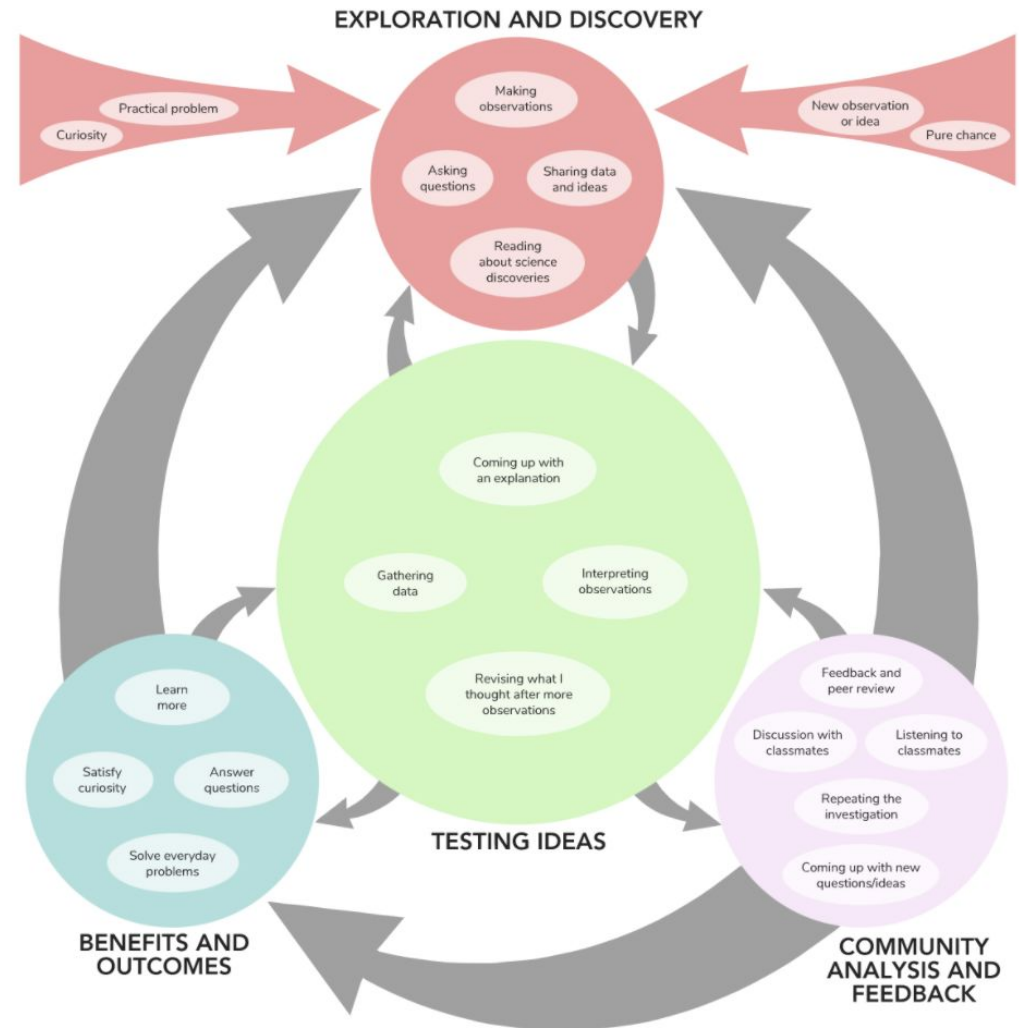 EXPLORATION AND DISCOVERY
Practical problem
Curiosity
New observation
or idea
Pure chance
Making
observations
Asking
questions
Sharing data
and ideas
Reading
about science
discoveries
Coming up with
an explanation
Gathering
data
Interpreting
observations
Revising what I
thought after more
observations
TESTING IDEAS
Learn
more
Satisfy
curiosity
Answer
questions
Solve everyday
problems
BENEFITS AND
OUTCOMES
Feedback and
peer review
Discussion with
classmates
Listening to
classmates
Repeating the
investigation
Coming up with new
questions/ideas
COMMUNITY
ANALYSIS AND
FEEDBACK